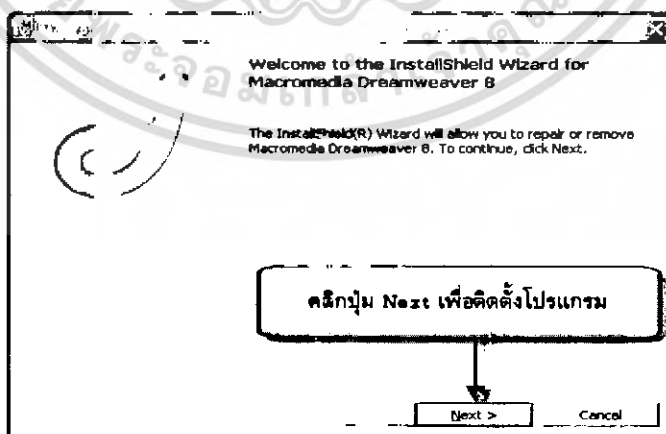 Welcome to the InstallShield Wizard for
Macromedia Dreamweaver 8
The InstallShield(R) Wizard will allow you to repair or remove
Macromedia Dreamweaver 8. To continue, click Next.
คลิกปุ่ม Next เพื่อติดตั้งโปรแกรม
Next >
Cancel